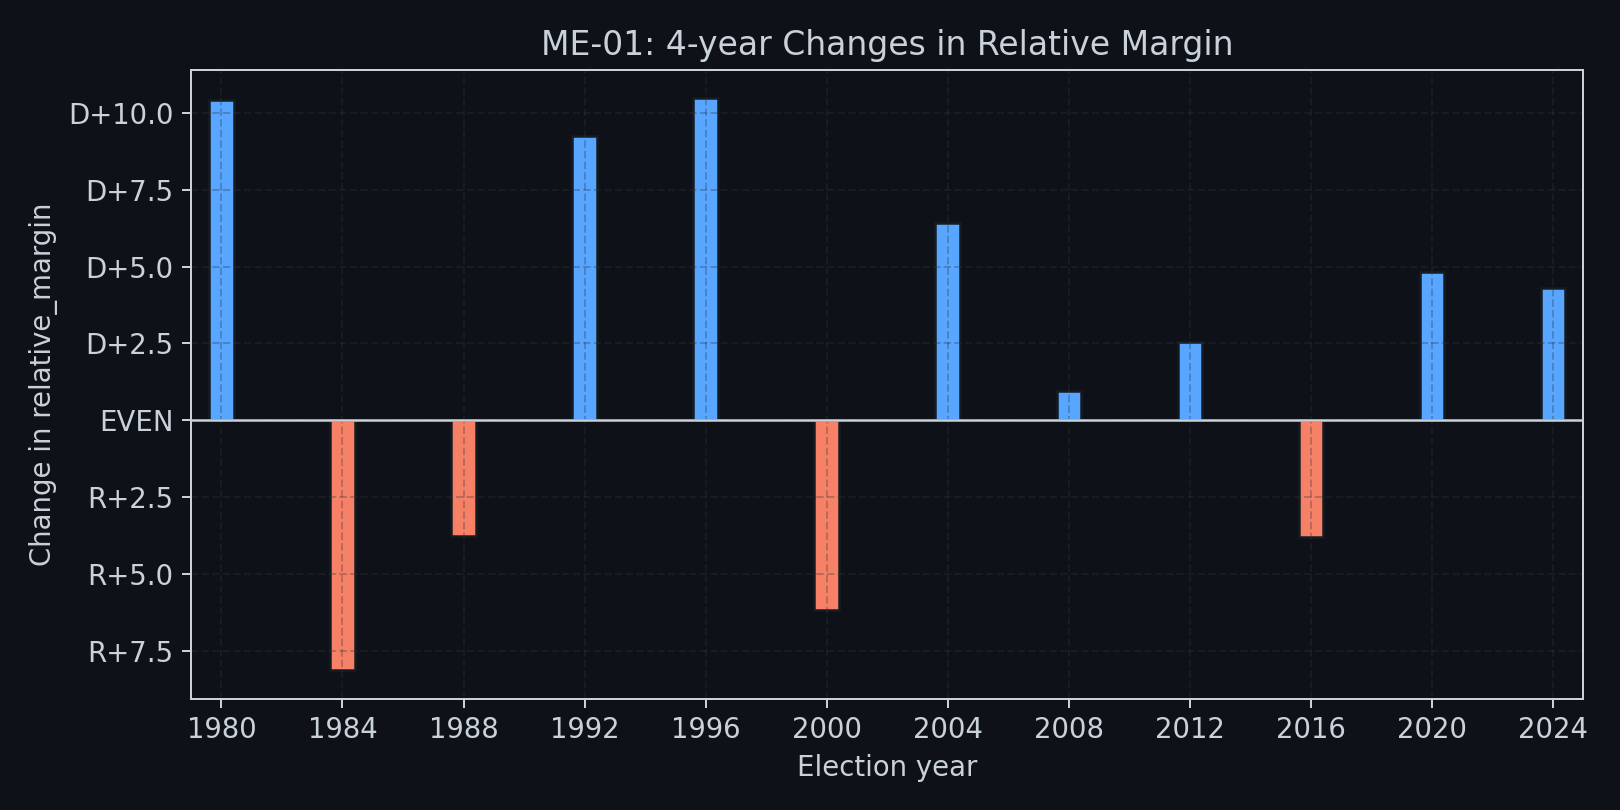 ME-01: 4-year Changes in Relative Margin
Change in relative_margin
D+10.0
D+7.5
D+5.0
D+2.5
EVEN
R+2.5
R+5.0
R+7.5
1980 1984 1988 1992 1996 2000 2004 2008 2012 2016 2020 2024
Election year